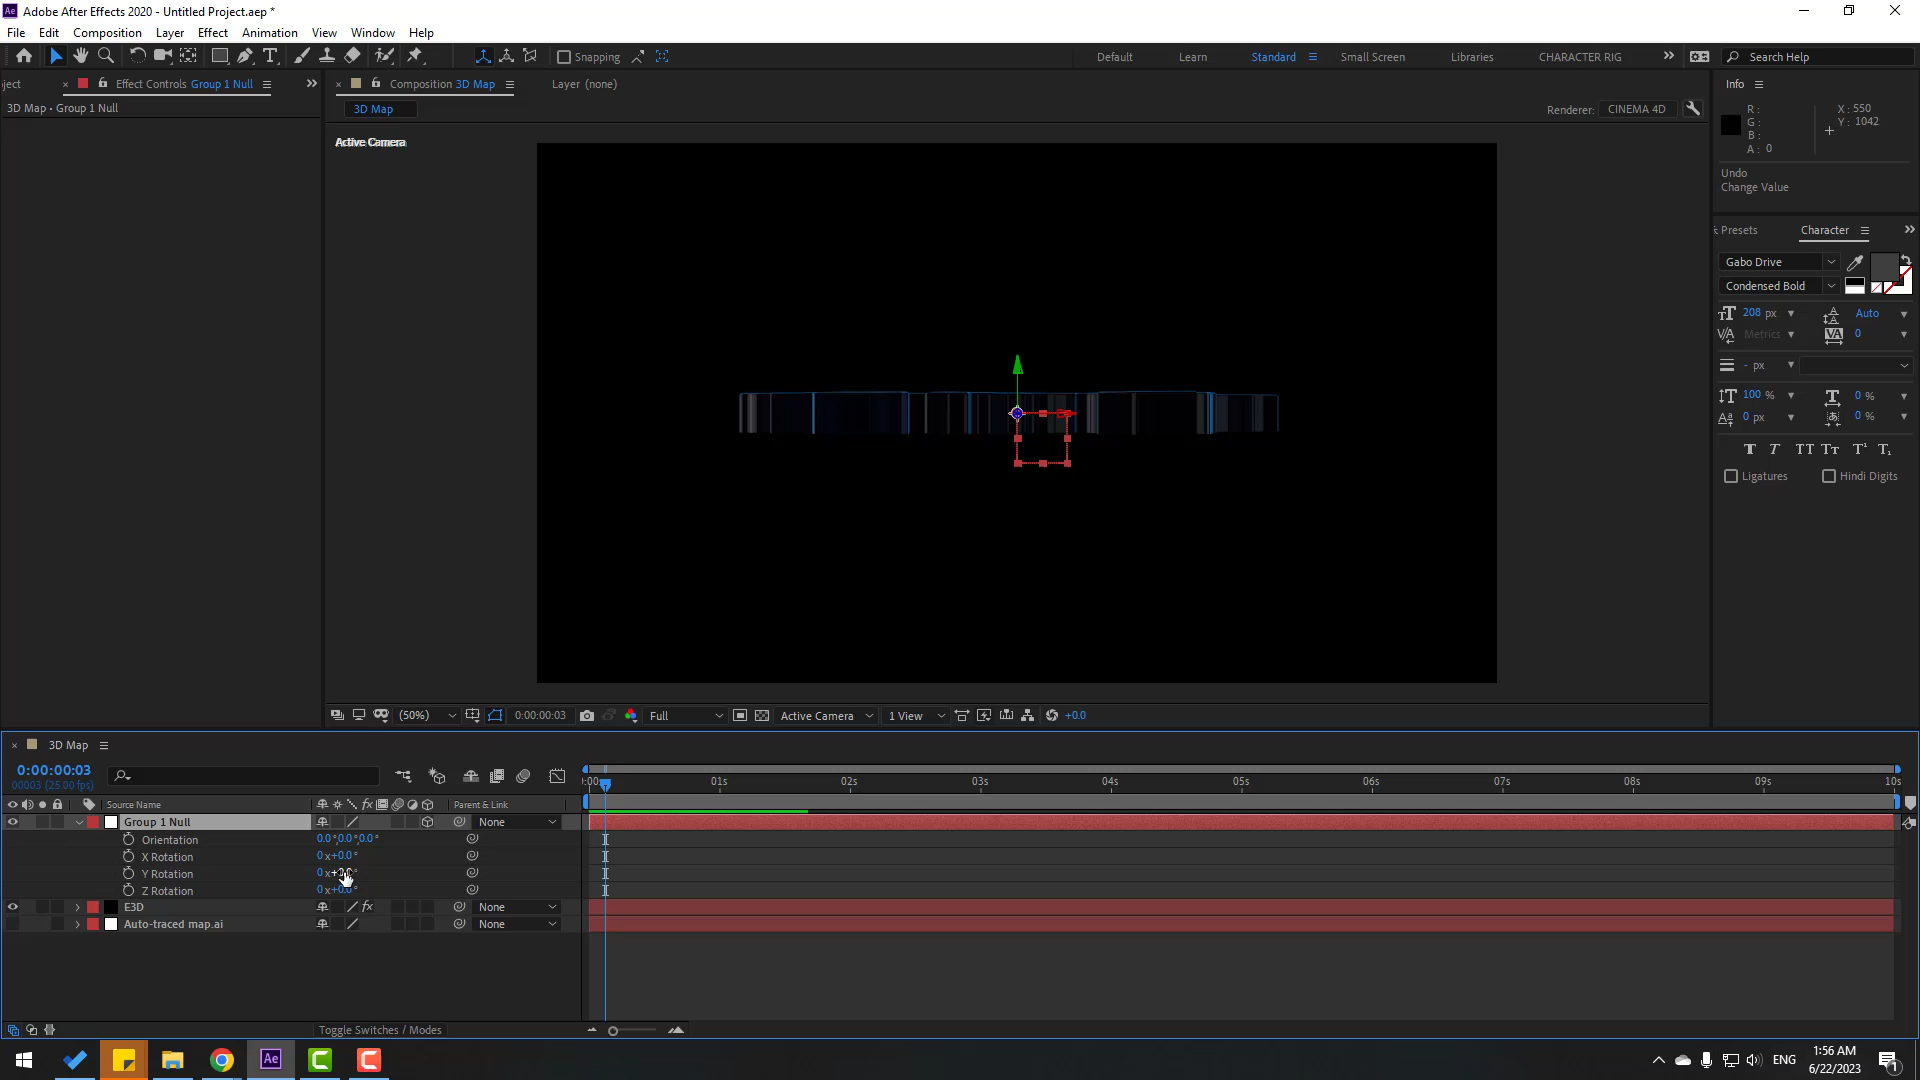 Adobe After Effects 2020 - Untitled Project.aep *
File Edit Composition Layer Effect Animation View Window Help
Snapping
Default Learn Standard Small Screen Libraries CHARACTER RIG
Search Help
ject
Effect Controls Group 1 Null
3D Map • Group 1 Null
Composition 3D Map
Layer (none)
3D Map
Renderer: CINEMA 4D
Active Camera
Info
R :
G :
B :
A : 0
X : 550
Y : 1042
Undo
Change Value
Presets
Character
Gabo Drive
Condensed Bold
208 px
Auto
Metrics
0
- px
100 %
0 %
0 px
0 %
Ligatures
Hindi Digits
(50%)
0:00:00:03
Full
Active Camera
1 View
+0.0
3D Map
0:00:00:03
00003 (25.00 fps)
Source Name
Parent & Link
:00s 01s 02s 03s 04s 05s 06s 07s 08s 09s 10s
Group 1 Null
None
Orientation
0.0 °,0.0 °,0.0 °
X Rotation
0 x+0.0 °
Y Rotation
0 x+0.0 °
Z Rotation
0 x+0.0 °
E3D
None
Auto-traced map.ai
None
Toggle Switches / Modes
ENG
1:56 AM
6/22/2023
1